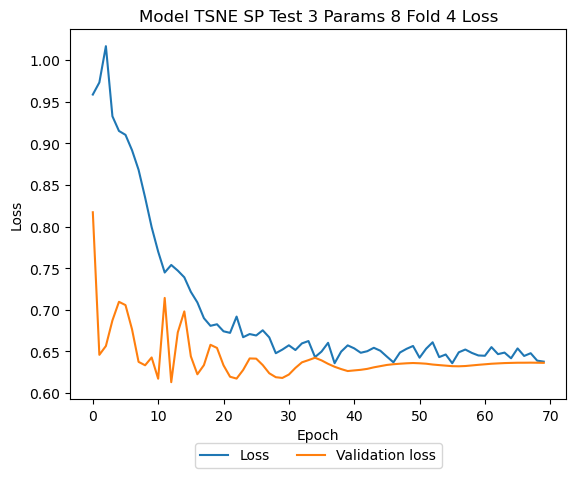 Model TSNE SP Test 3 Params 8 Fold 4 Loss
1.00
0.95
0.90
0.85
0.80
0.75
0.70
0.65
0.60
Loss
0 10 20 30 40 50 60 70
Epoch
Loss Validation loss